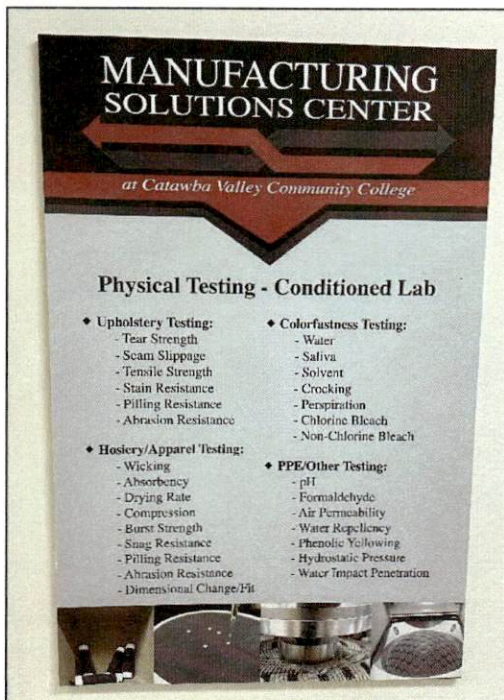 MANUFACTURING
SOLUTIONS CENTER
at Catawba Valley Community College
Physical Testing - Conditioned Lab
◆ Upholstery Testing:
- Tear Strength
- Seam Slippage
- Tensile Strength
- Stain Resistance
- Pilling Resistance
- Abrasion Resistance
◆ Hosiery/Apparel Testing:
- Wicking
- Absorbency
- Drying Rate
- Compression
- Burst Strength
- Snag Resistance
- Pilling Resistance
- Abrasion Resistance
- Dimensional Change/Fit
◆ Colorfastness Testing:
- Water
- Saliva
- Solvent
- Crocking
- Perspiration
- Chlorine Bleach
- Non-Chlorine Bleach
◆ PPE/Other Testing:
- pH
- Formaldehyde
- Air Permeability
- Water Repellency
- Phenolic Yellowing
- Hydrostatic Pressure
- Water Impact Penetration